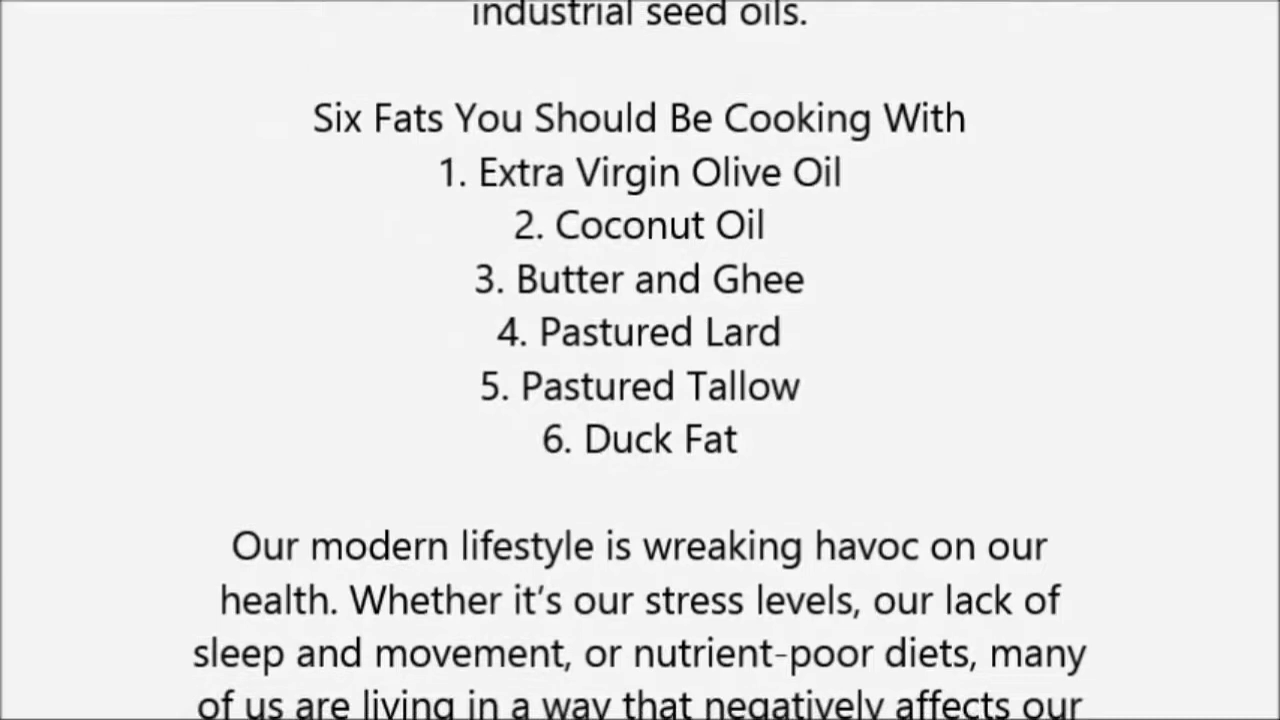 industrial seed oils.
Six Fats You Should Be Cooking With
1. Extra Virgin Olive Oil
2. Coconut Oil
3. Butter and Ghee
4. Pastured Lard
5. Pastured Tallow
6. Duck Fat
Our modern lifestyle is wreaking havoc on our
health. Whether it’s our stress levels, our lack of
sleep and movement, or nutrient-poor diets, many
of us are living in a way that negatively affects our